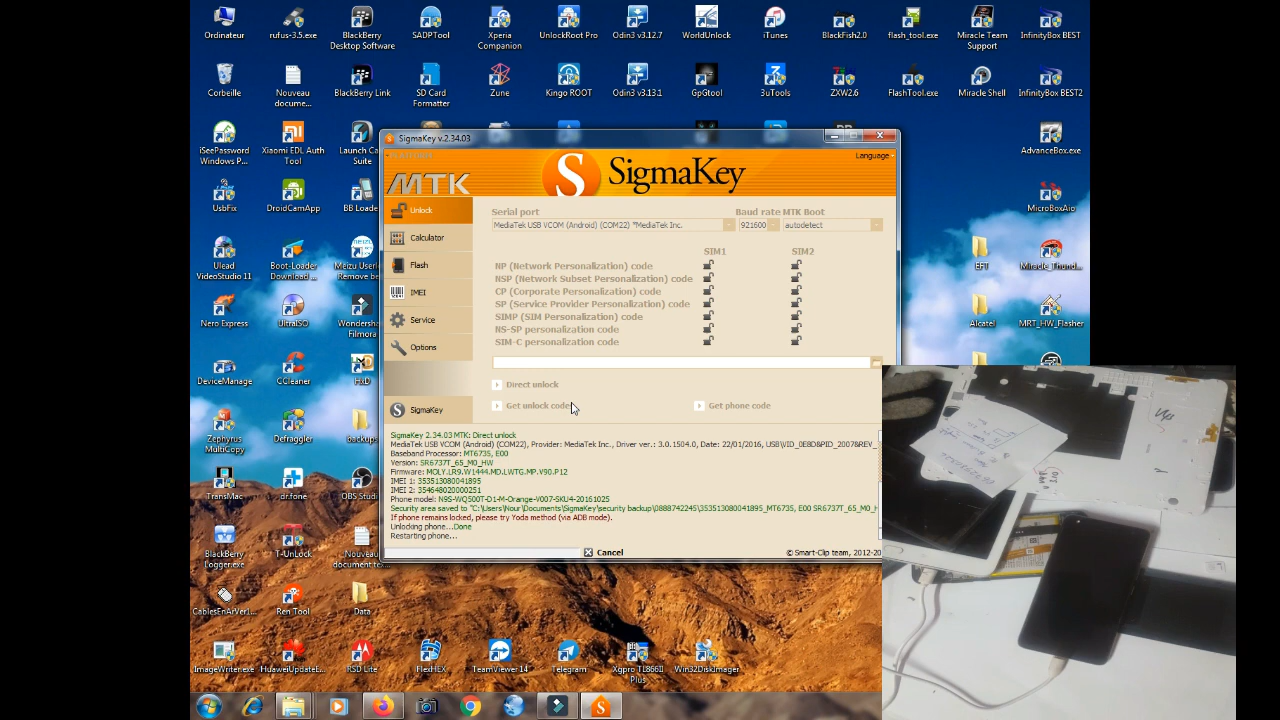 Ordinateur
rufus-3.5.exe
BlackBerry Desktop Software
SADPTool
Xperia Companion
UnlockRoot Pro
Odin3 v3.12.7
WorldUnlock
iTunes
BlackFish2.0
flash_tool.exe
Miracle Team Support
InfinityBox BEST
Corbeille
Nouveau docume...
BlackBerry Link
SD Card Formatter
Zune
Kingo ROOT
Odin3 v3.13.1
GpGtool
3uTools
ZXW2.6
FlashTool.exe
Miracle Shell
InfinityBox BEST2
iSeePassword Windows P...
Xiaomi EDL Auth Tool
Launch Ca
Suite
AdvanceBox.exe
UsbFix
DroidCamApp
BB Loade
MicroBoxAio
Ulead VideoStudio 11
Boot-Loader Download ...
Meizu Userl
Remove be
EFT
Miracle_Thund...
Nero Express
UltraISO
Wondersha
Filmora
Alcatel
MRT_HW_Flasher
DeviceManage
CCleaner
HxD
Zephyrus MultiCopy
Defraggler
backups
TransMac
dr.fone
OBS Studi
BlackBerry Logger.exe
T-UnLock
Nouveau
document tex...
CablesEnArVer1...
Ren Tool
Data
ImageWriter.exe
HuaweiUpdateE...
RSD Lite
FlexHEX
TeamViewer 14
Telegram
Xgpro TL866II Plus
Win32DiskImager
SigmaKey v.2.34.03
MTK
S
SigmaKey
Language
Unlock
Calculator
Flash
IMEI
Service
Options
SigmaKey
Serial port
Baud rate
MTK Boot
MediaTek USB VCOM (Android) (COM22) "MediaTek Inc.
921600
autodetect
SIM1
SIM2
NP (Network Personalization) code
NSP (Network Subset Personalization) code
CP (Corporate Personalization) code
SP (Service Provider Personalization) code
SIMP (SIM Personalization) code
NS-SP personalization code
SIM-C personalization code
Direct unlock
Get unlock code
Get phone code
SigmaKey 2.34.03 MTK: Direct unlock
MediaTek USB VCOM (Android) (COM22), Provider: MediaTek Inc., Driver ver.: 3.0.1504.0, Date: 22/01/2016, USB\VID_0E8D&PID_2007&REV_
Baseband Processor: MT6735, E00
Version: SR6737T_65_M0_HW
Firmware: MOLY.LR9.W1444.MD.LWTG.MP.V90.P12
IMEI 1: 353513080041895
IMEI 2: 354648020000251
Phone model: N9S-WQ500T-D1-M-Orange-V007-SKU4-20161025
Security area saved to "C:\Users\Nour\Documents\SigmaKey\security backup\0888742245\353513080041895_MT6735, E00 SR6737T_65_M0_H
If phone remains locked, please try Yoda method (via ADB mode).
Unlocking phone...Done
Restarting phone...
Cancel
© Smart-Clip team, 2012-20